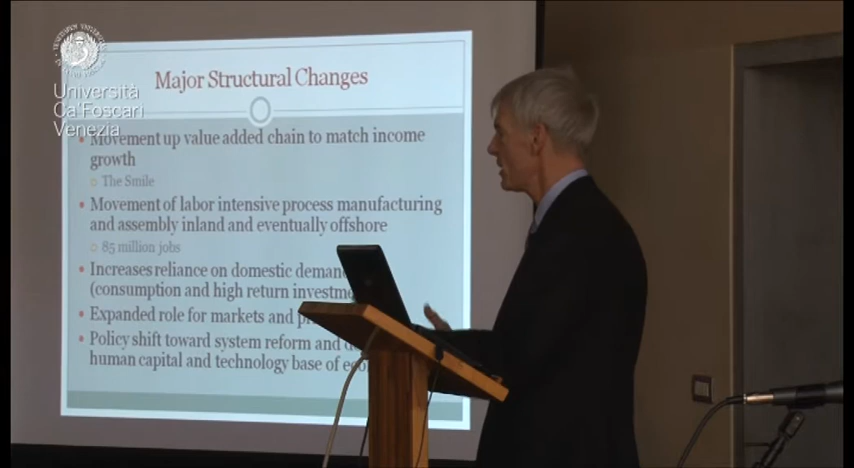 Università
Ca'Foscari
Venezia
Major Structural Changes
Movement up value added chain to match income
growth
The Smile
Movement of labor intensive process manufacturing
and assembly inland and eventually offshore
85 million jobs
Increases reliance on domestic deman
(consumption and high return investm
Expanded role for markets and p
Policy shift toward system reform and d
human capital and technology base of e